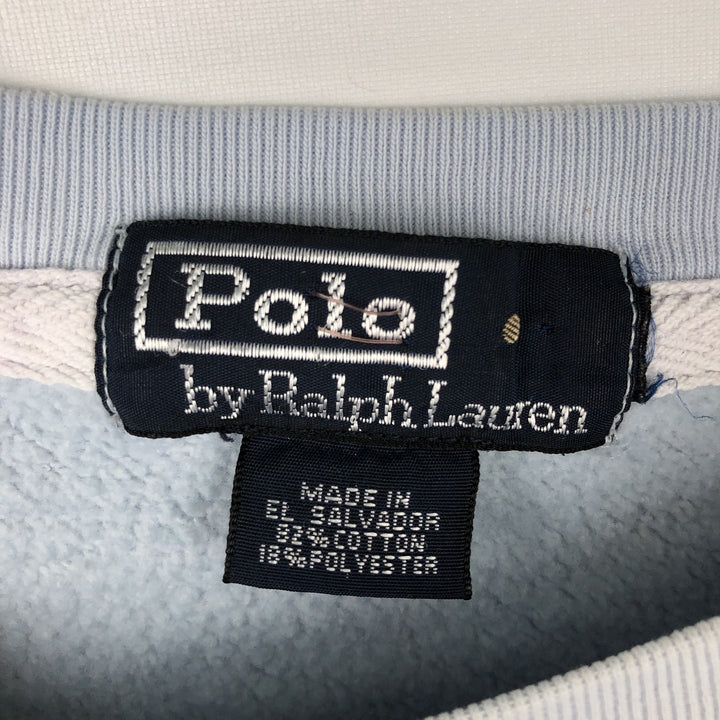 Polo
by Ralph Lauren
MADE IN
EL SALVADOR
82% COTTON
18% POLYESTER